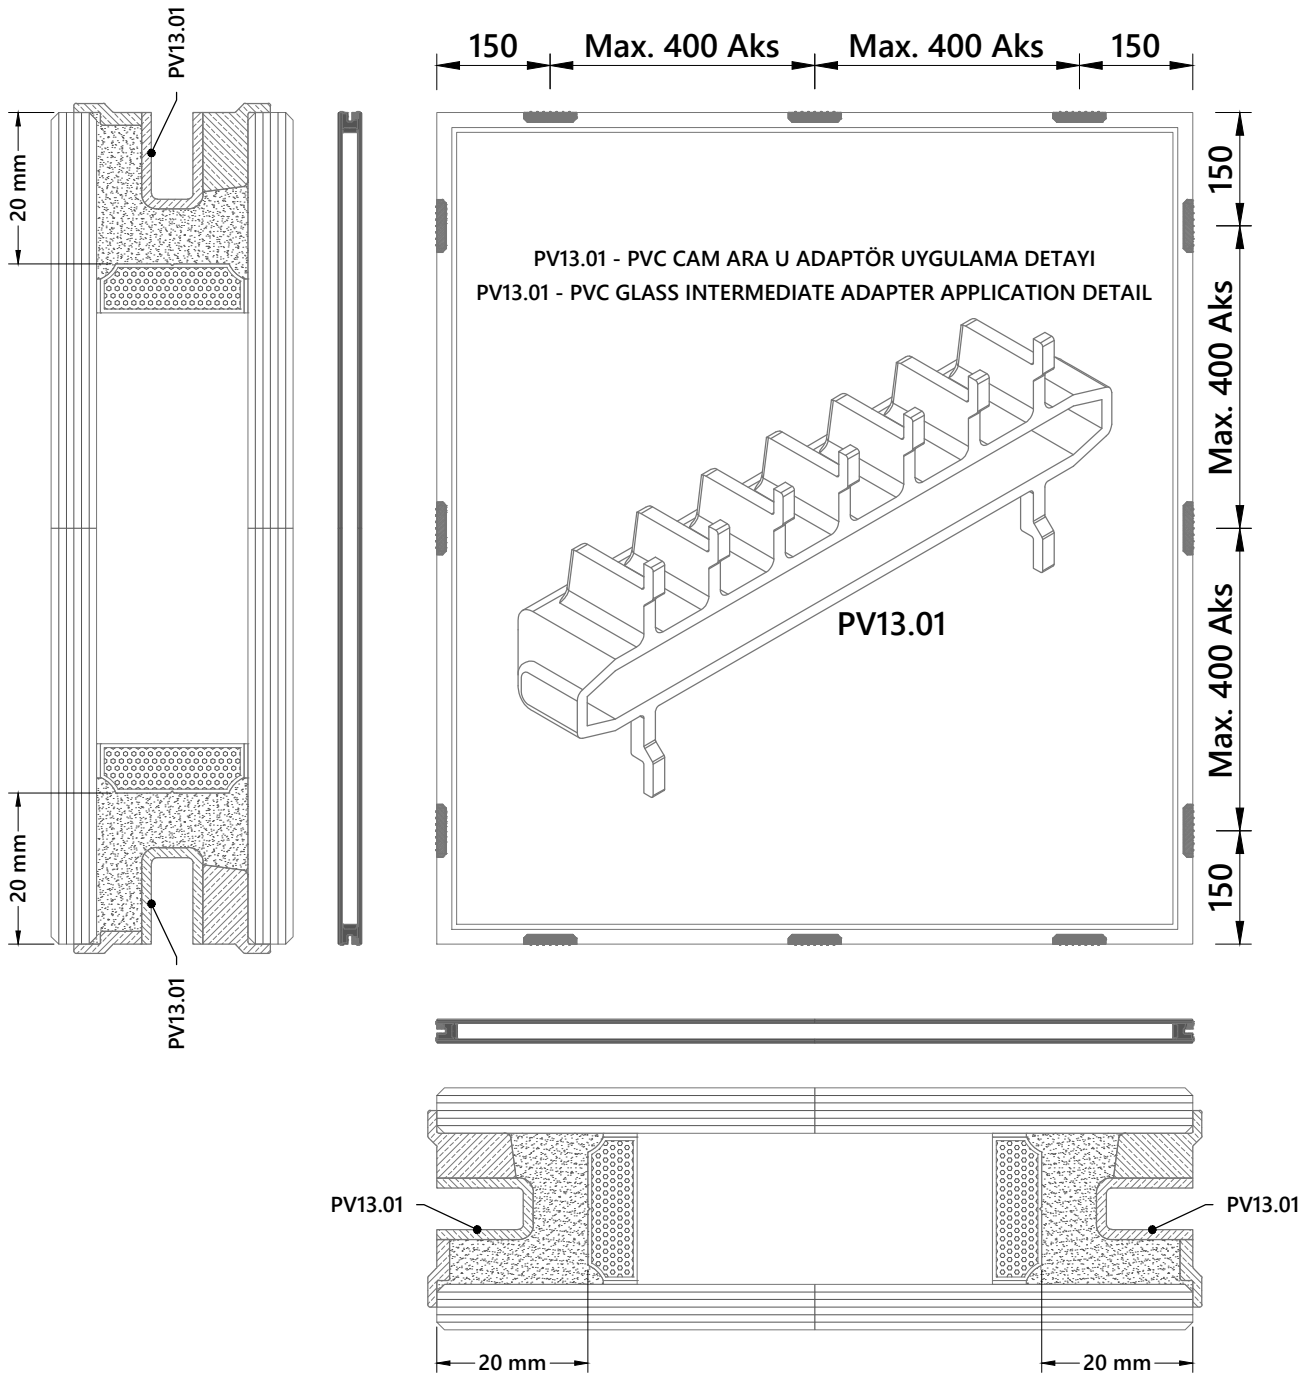 PV13.01
150
Max. 400 Aks
Max. 400 Aks
150
20 mm
150
PV13.01 - PVC CAM ARA U ADAPTÖR UYGULAMA DETAYI
PV13.01 - PVC GLASS INTERMEDIATE ADAPTER APPLICATION DETAIL
Max. 400 Aks
PV13.01
Max. 400 Aks
20 mm
150
PV13.01
PV13.01
PV13.01
20 mm
20 mm